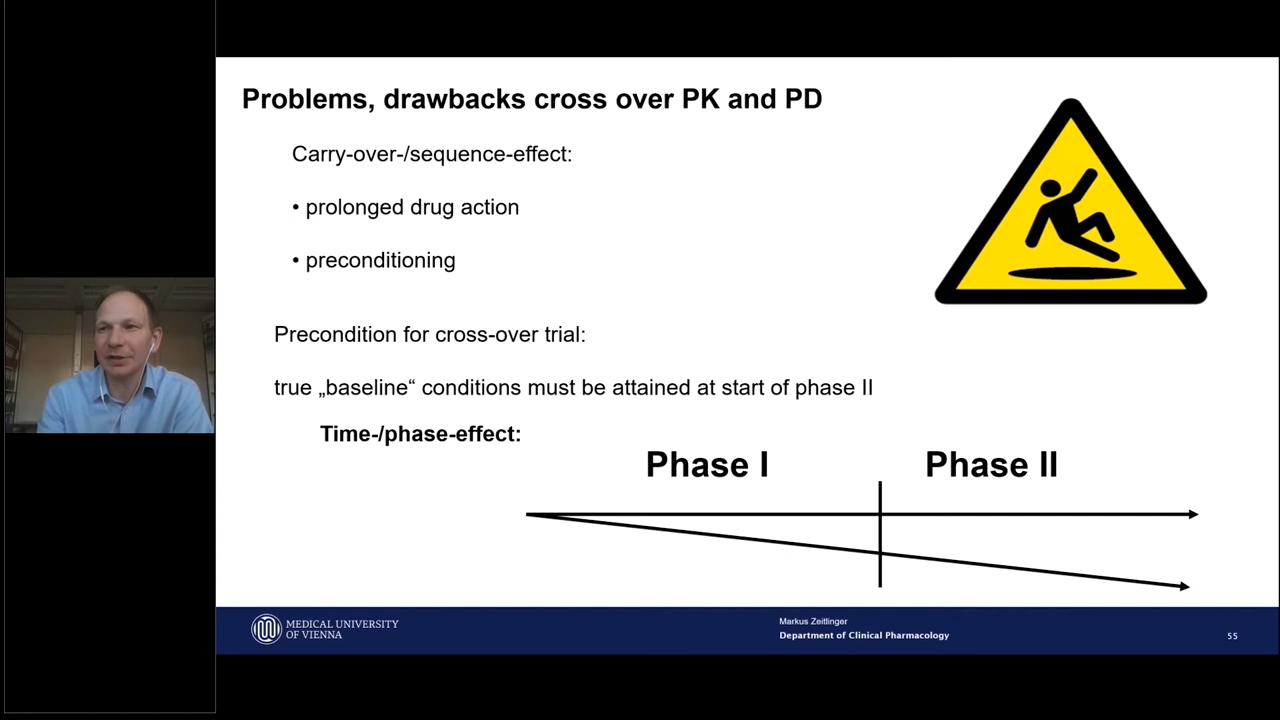 Problems, drawbacks cross over PK and PD
Carry-over-/sequence-effect:
• prolonged drug action
• preconditioning
Precondition for cross-over trial:
true „baseline“ conditions must be attained at start of phase II
Time-/phase-effect:
Phase I
Phase II
MEDICAL UNIVERSITY
OF VIENNA
Markus Zeitlinger
Department of Clinical Pharmacology
55